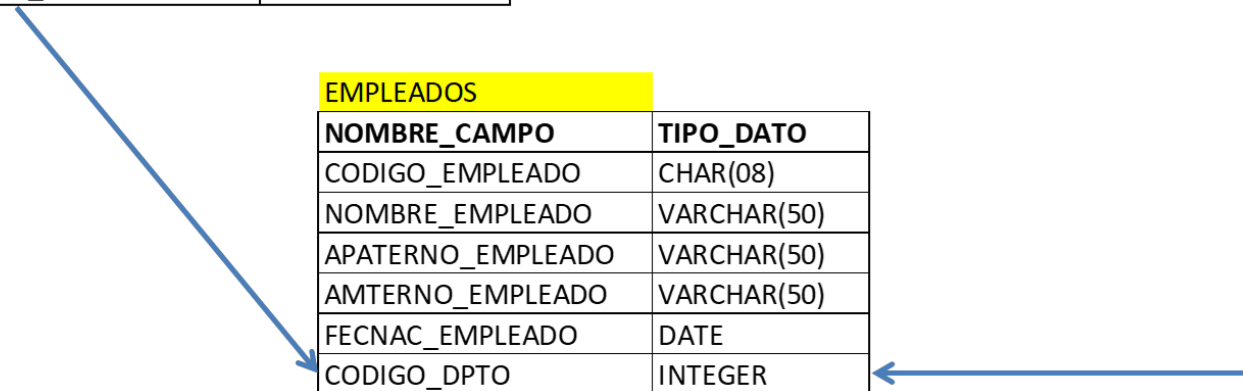 EMPLEADOS
NOMBRE_CAMPO TIPO_DATO
CODIGO_EMPLEADO CHAR(08)
NOMBRE_EMPLEADO VARCHAR(50)
APATERNO_EMPLEADO VARCHAR(50)
AMTERNO_EMPLEADO VARCHAR(50)
FECNAC_EMPLEADO DATE
CODIGO_DPTO INTEGER